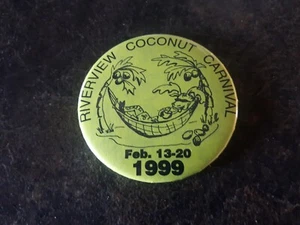 RIVERVIEW COCONUT CARNIVAL
Feb. 13-20
1999